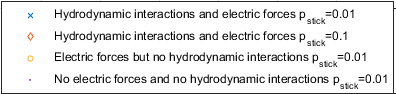 Hydrodynamic interactions and electric forces p_stick=0.01
Hydrodynamic interactions and electric forces p_stick=0.1
Electric forces but no hydrodynamic interactions p_stick=0.01
No electric forces and no hydrodynamic interactions p_stick=0.01